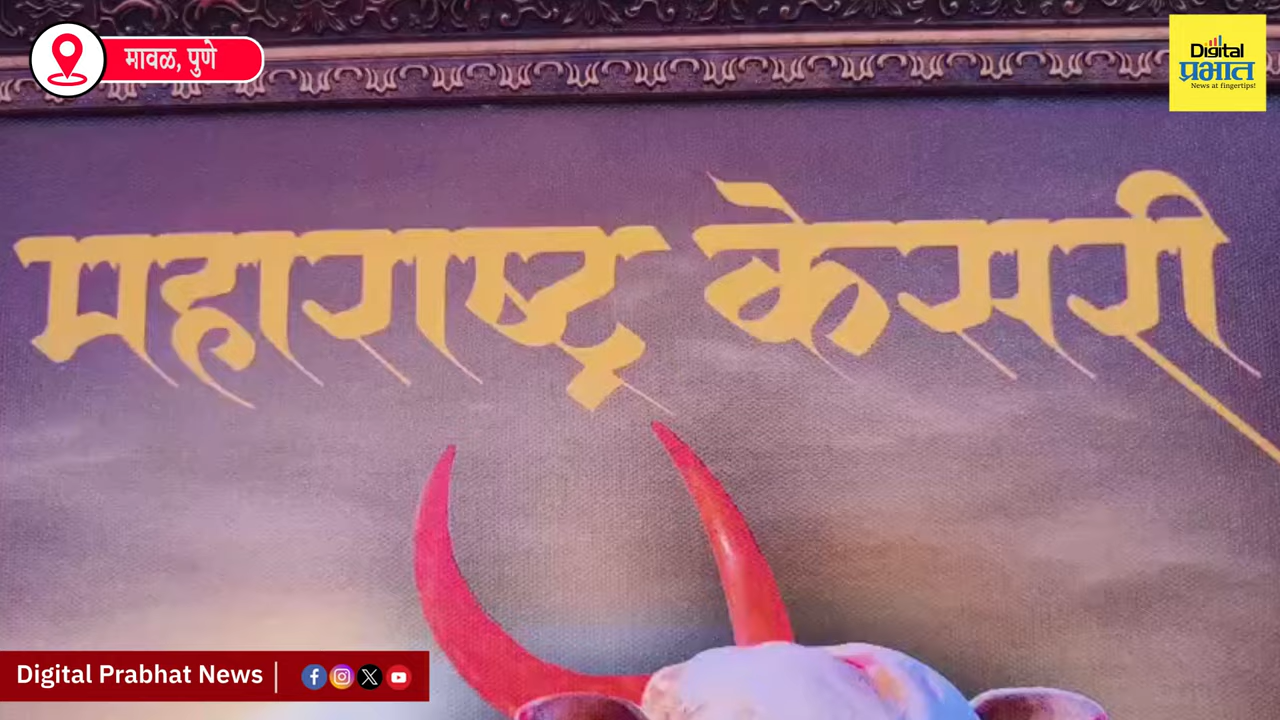 मावळ, पुणे
Digital
प्रभात
News at fingertips!
महाराष्ट्र केसरी
Digital Prabhat News |